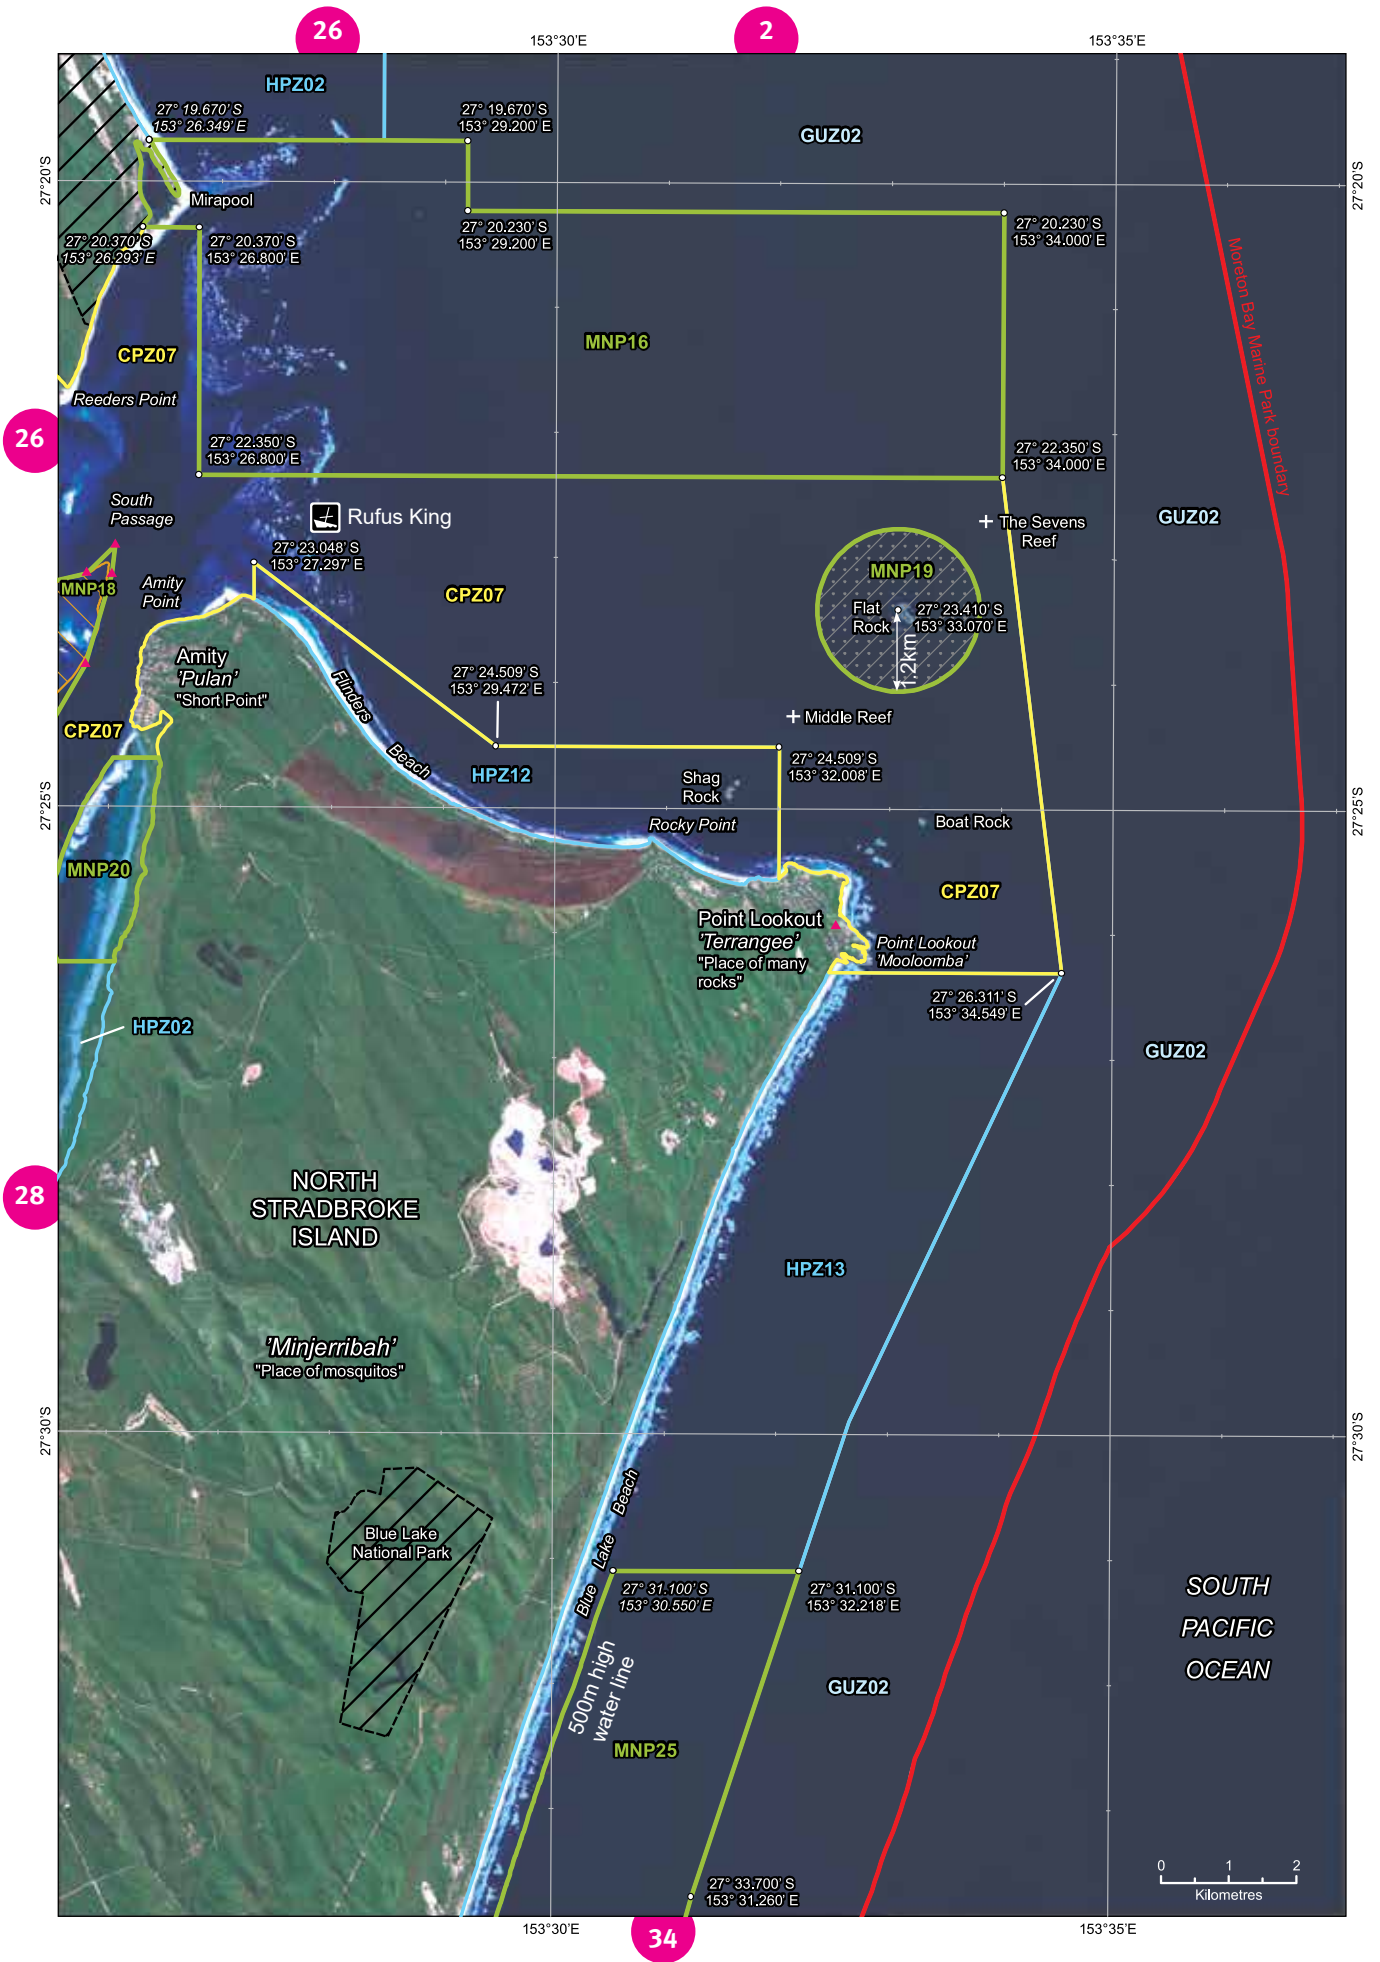 26
2
153°30'E
153°35'E
HPZ02
27° 19.670' S
153° 26.349' E
27° 19.670' S
153° 29.200' E
GUZ02
27°20'S
27°20'S
Mirapool
27° 20.370' S
153° 26.293' E
27° 20.370' S
153° 26.800' E
27° 20.230' S
153° 29.200' E
27° 20.230' S
153° 34.000' E
Moreton Bay Marine Park boundary
MNP16
CPZ07
Reeders Point
26
27° 22.350' S
153° 26.800' E
27° 22.350' S
153° 34.000' E
South
Passage
Rufus King
The Sevens
Reef
GUZ02
27° 23.048' S
153° 27.297' E
MNP18
Amity
Point
CPZ07
MNP19
Flat
Rock
27° 23.410' S
153° 33.070' E
1.2km
Amity
'Pulan'
"Short Point"
Flinders
Beach
27° 24.509' S
153° 29.472' E
Middle Reef
CPZ07
HPZ12
27° 24.509' S
153° 32.008' E
Shag
Rock
27°25'S
27°25'S
Rocky Point
Boat Rock
MNP20
CPZ07
Point Lookout
'Terrangee'
"Place of many
rocks"
Point Lookout
'Mooloomba'
27° 26.311' S
153° 34.549' E
HPZ02
GUZ02
28
NORTH
STRADBROKE
ISLAND
HPZ13
'Minjerribah'
"Place of mosquitos"
27°30'S
27°30'S
Blue Lake
National Park
Blue Lake Beach
27° 31.100' S
153° 30.550' E
27° 31.100' S
153° 32.218' E
SOUTH
PACIFIC
OCEAN
500m high
water line
GUZ02
MNP25
27° 33.700' S
153° 31.260' E
0 1 2
Kilometres
153°30'E
153°35'E
34